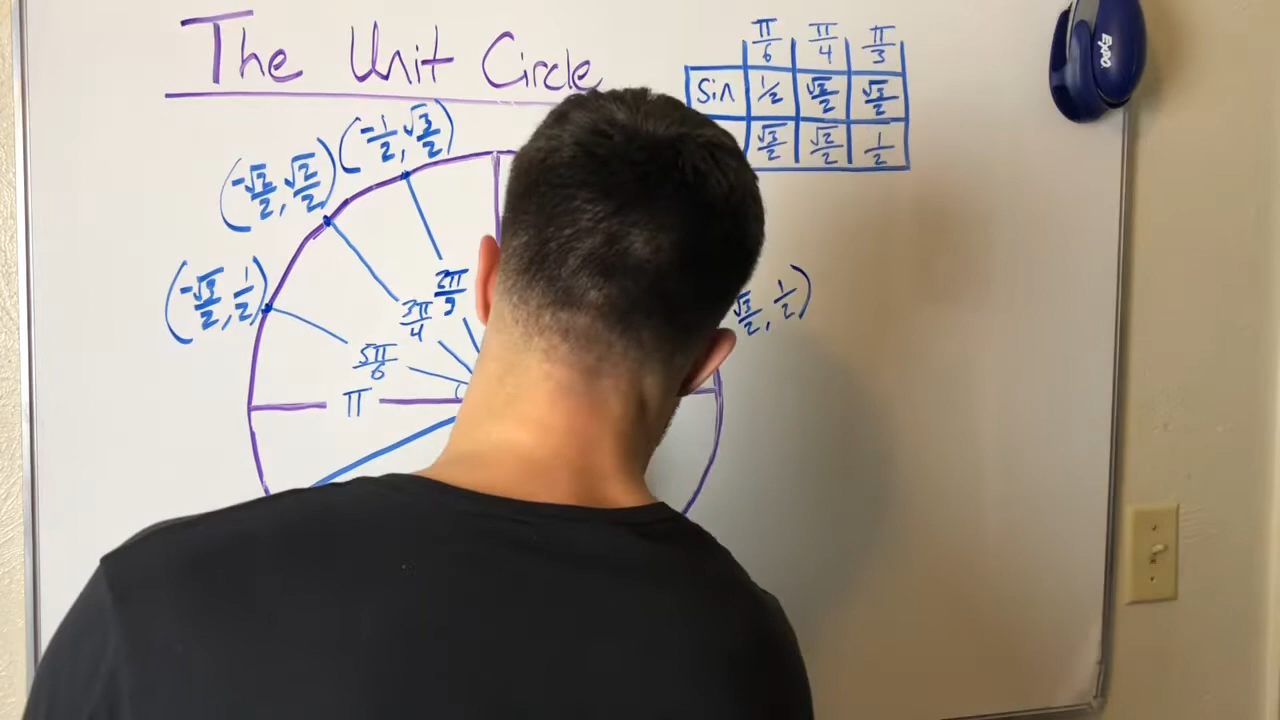 The Unit Circle
π/6 π/4 π/3
Sin 1/2 √2/2 √3/2
√3/2 √2/2 1/2
(-1/2, √3/2)
(-√2/2, √2/2)
(-√3/2, 1/2)
√3/2, 1/2)
2π/3
3π/4
5π/6
π
EXPO